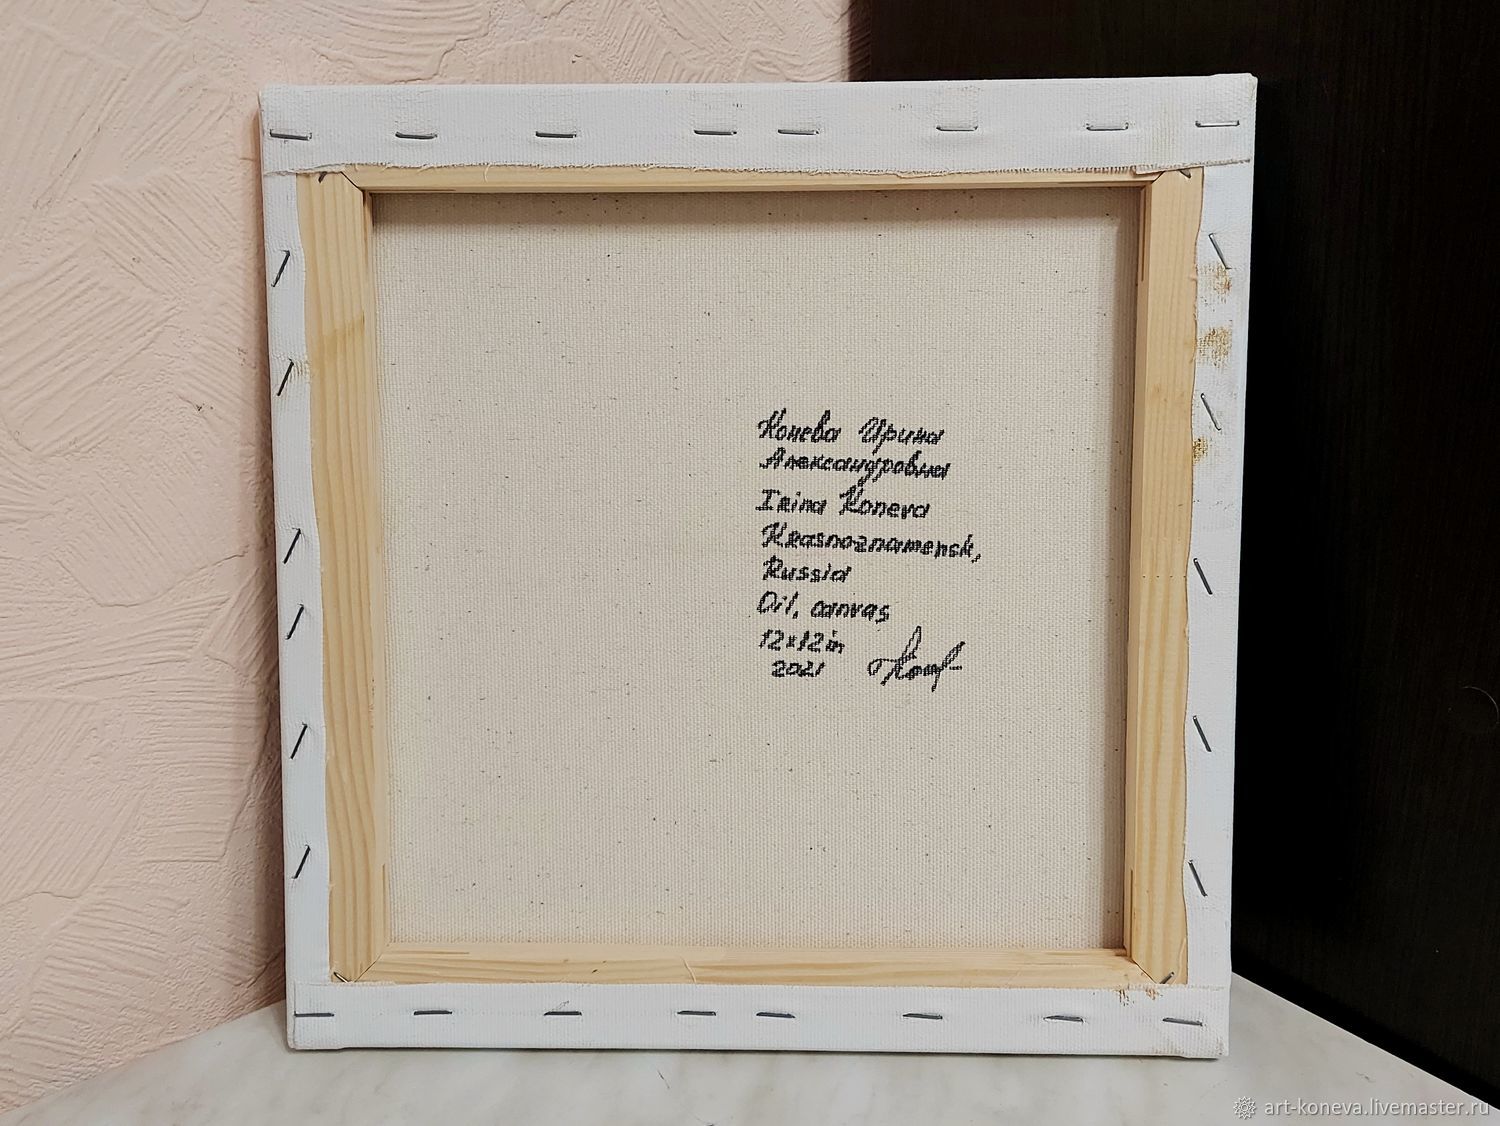 Конева Ирина
Александровна
Irina Koneva
Krasnoznamensk,
Russia
Oil, canvas
12x12in
2021
art-koneva.livemaster.ru